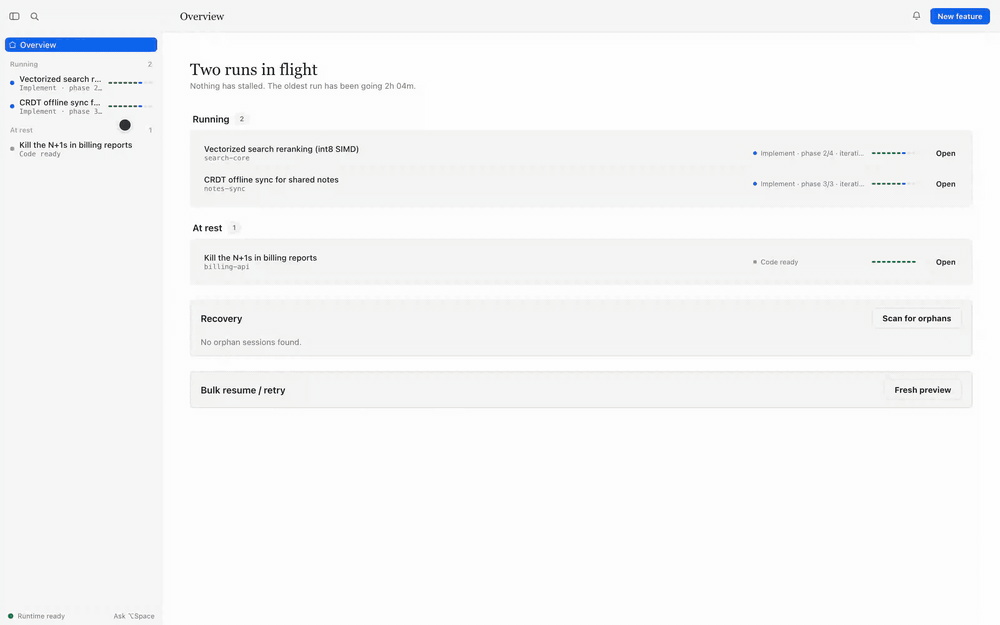 Overview
New feature
Overview
Running 2
Vectorized search r...
Implement · phase 2…
CRDT offline sync f...
Implement · phase 3…
At rest 1
Kill the N+1s in billing reports
Code ready
Two runs in flight
Nothing has stalled. The oldest run has been going 2h 04m.
Running 2
Vectorized search reranking (int8 SIMD)
search-core
Implement · phase 2/4 · iterati...
Open
CRDT offline sync for shared notes
notes-sync
Implement · phase 3/3 · iterati...
Open
At rest 1
Kill the N+1s in billing reports
billing-api
Code ready
Open
Recovery
Scan for orphans
No orphan sessions found.
Bulk resume / retry
Fresh preview
Runtime ready
Ask ⌥Space